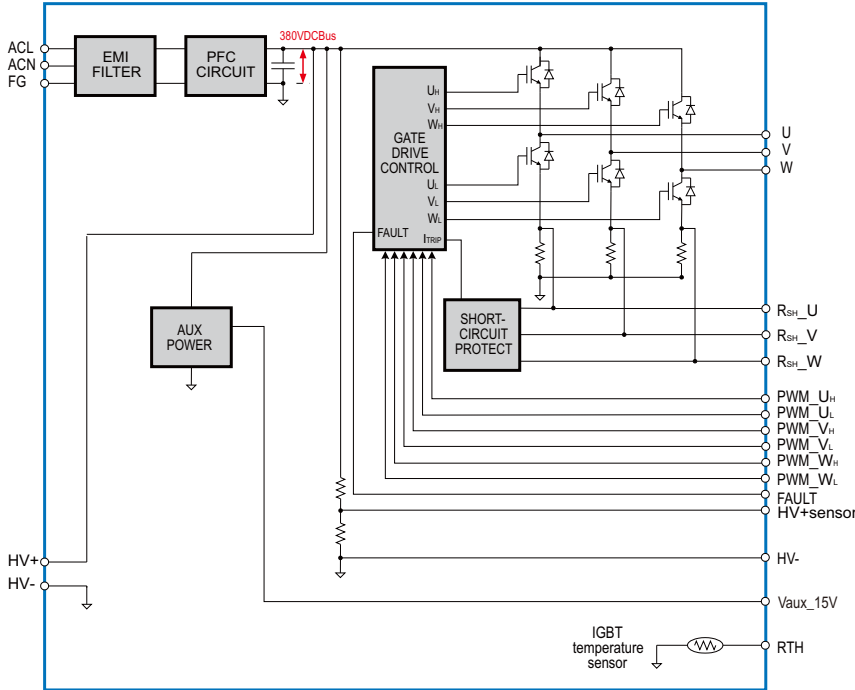 380VDCBus
ACL
ACN
FG
EMI
FILTER
PFC
CIRCUIT
UH
VH
WH
GATE
DRIVE
CONTROL
UL
VL
WL
FAULT
ITRIP
U
V
W
AUX
POWER
SHORT-
CIRCUIT
PROTECT
RSH_U
RSH_V
RSH_W
PWM_UH
PWM_UL
PWM_VH
PWM_VL
PWM_WH
PWM_WL
FAULT
HV+sensor
HV+
HV-
HV-
Vaux_15V
IGBT
temperature
sensor
RTH